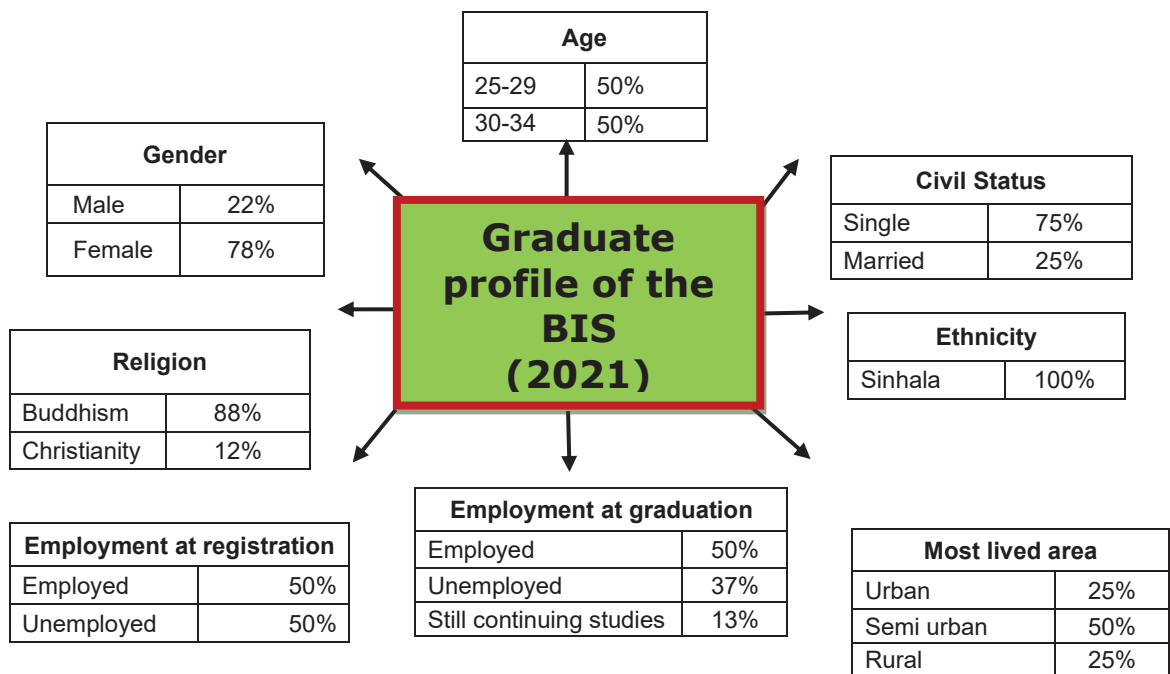 Age
25-29 50%
30-34 50%
Gender
Male 22%
Female 78%
Civil Status
Single 75%
Married 25%
Graduate
profile of the
BIS
(2021)
Religion
Buddhism 88%
Christianity 12%
Ethnicity
Sinhala 100%
Employment at registration
Employed 50%
Unemployed 50%
Employment at graduation
Employed 50%
Unemployed 37%
Still continuing studies 13%
Most lived area
Urban 25%
Semi urban 50%
Rural 25%